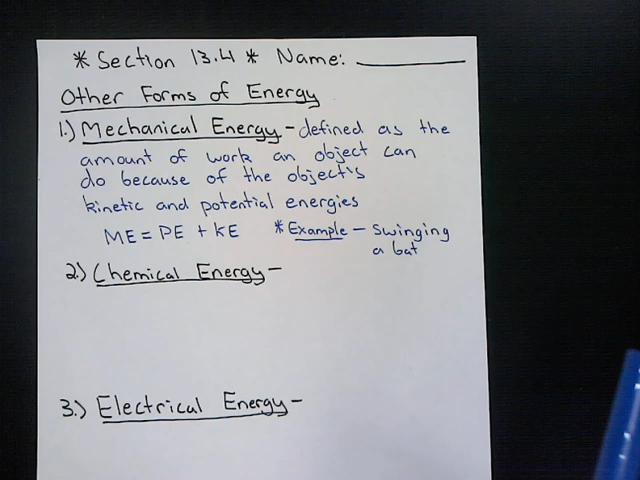 * Section 13.4 * Name: __________
Other Forms of Energy
1.) Mechanical Energy - defined as the
amount of work an object can
do because of the object's
kinetic and potential energies
ME = PE + KE * Example - Swinging
a bat
2.) Chemical Energy -
3.) Electrical Energy -